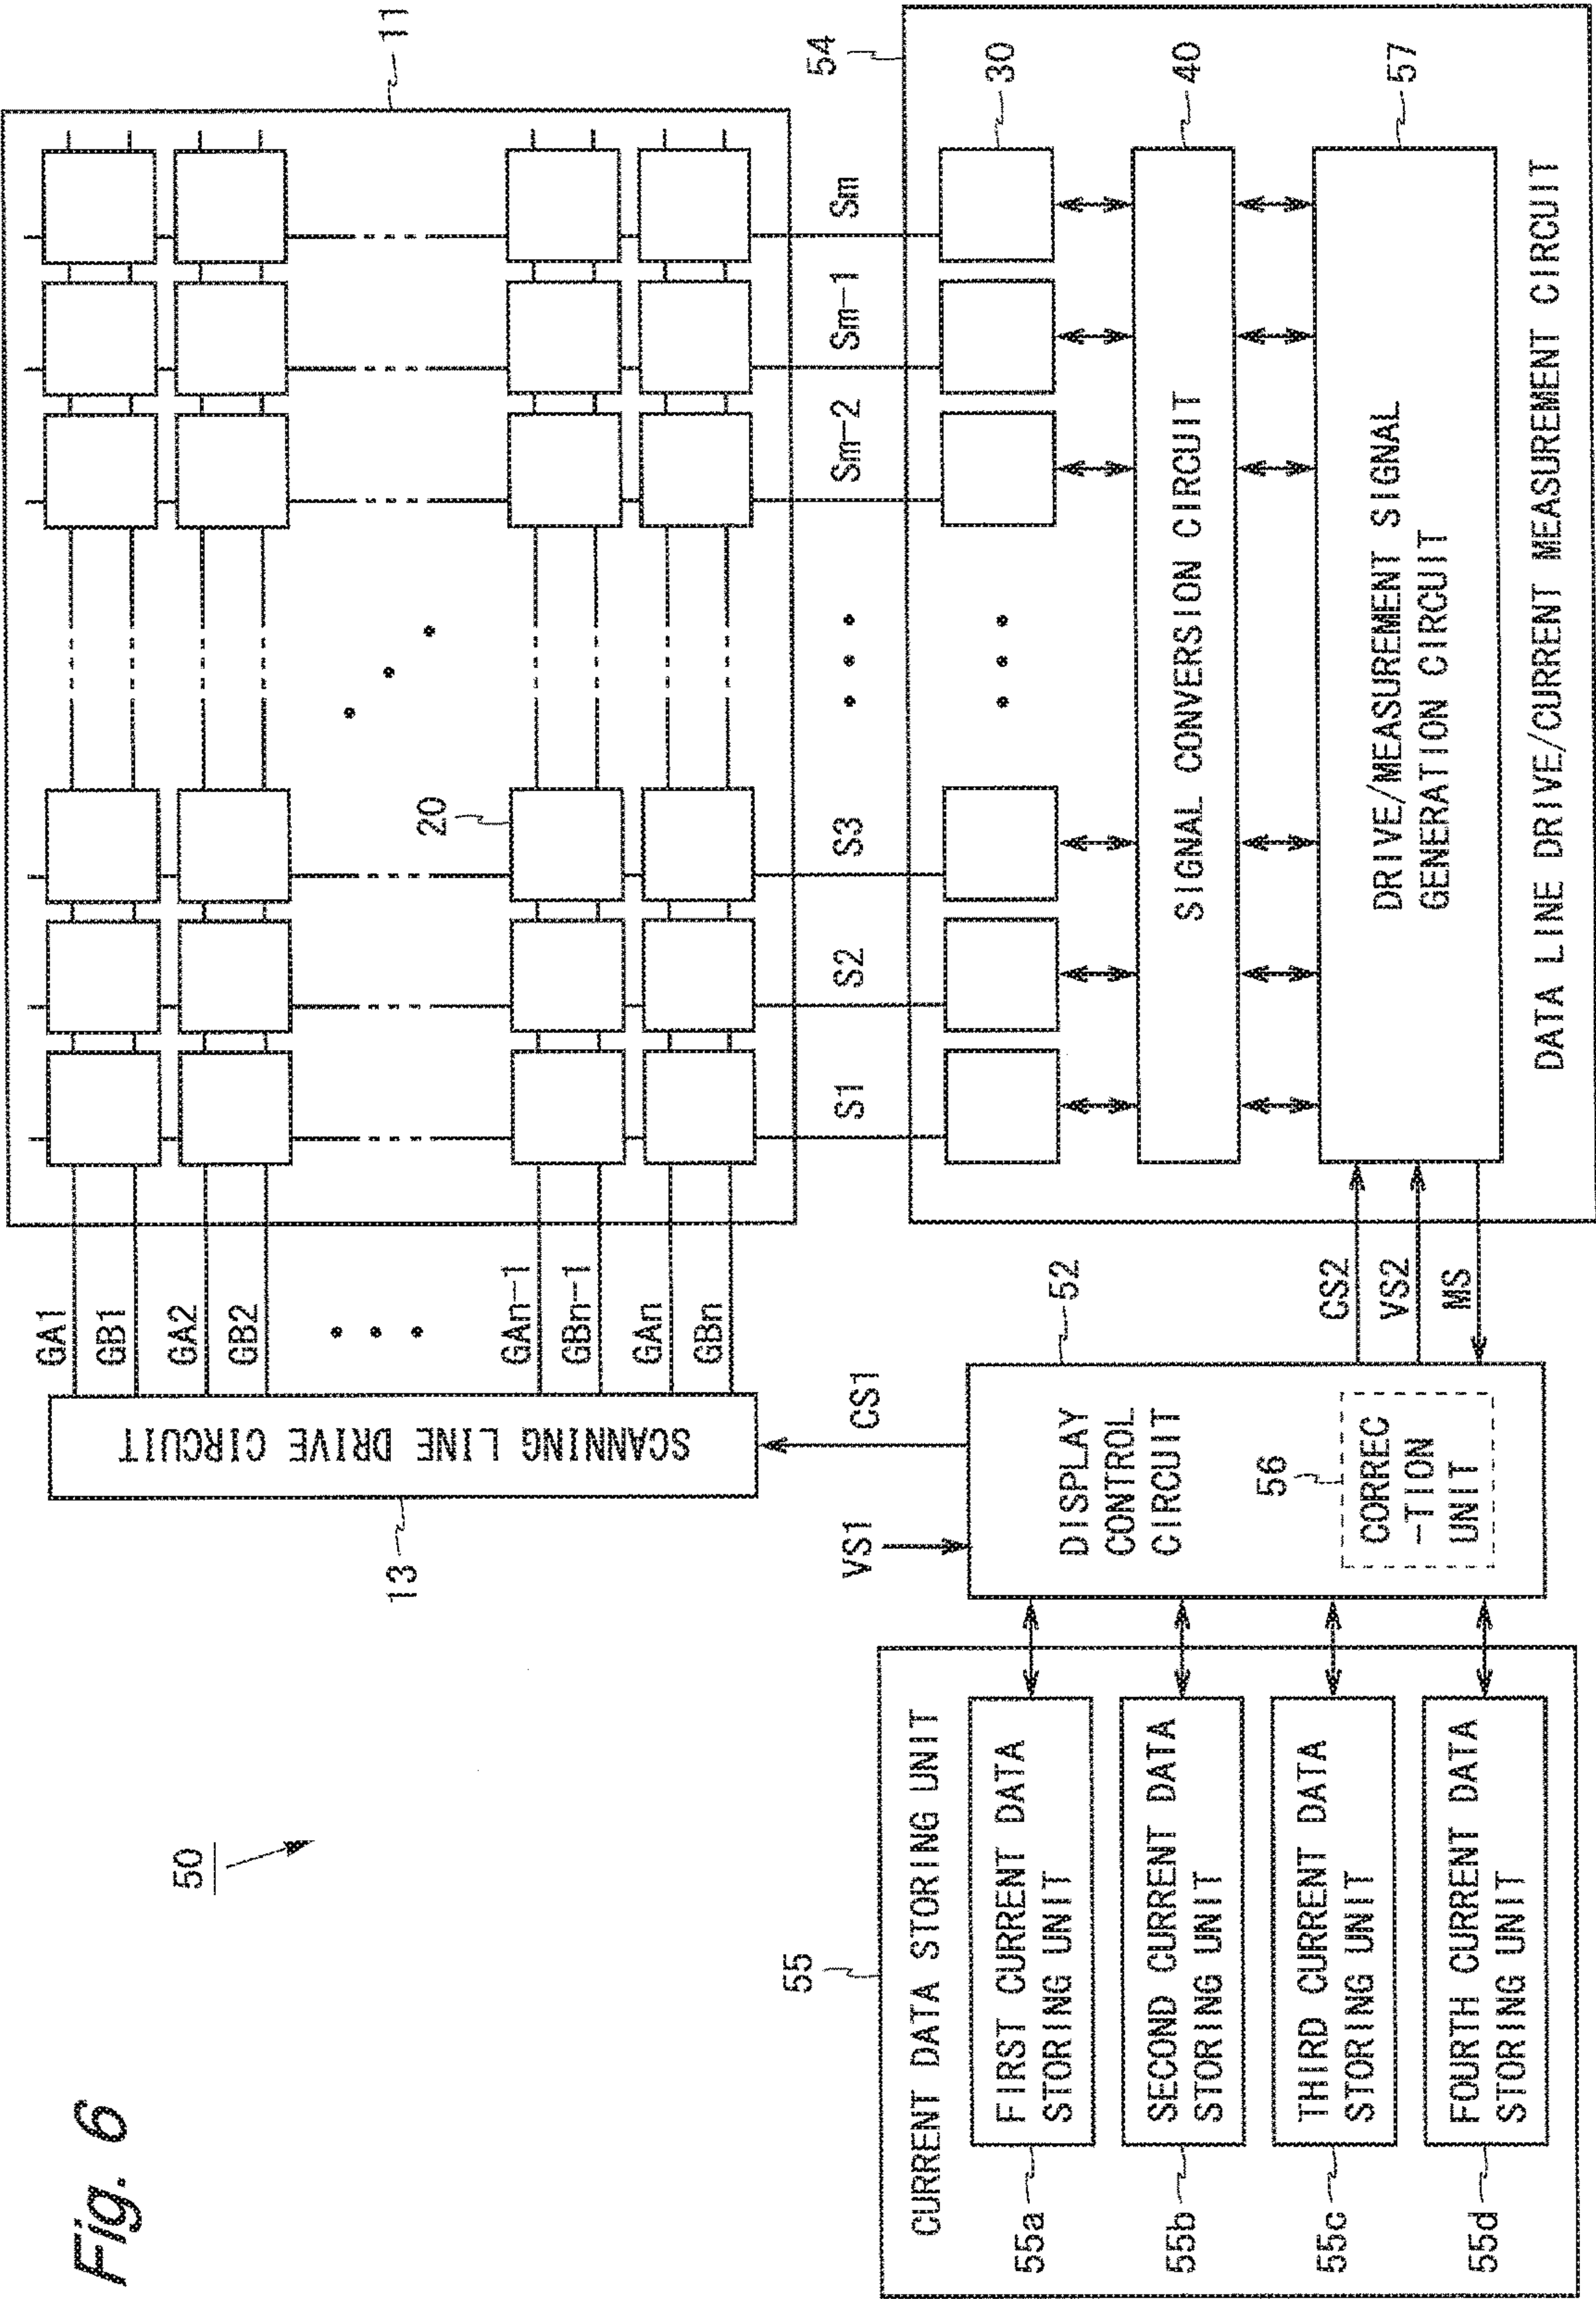 Fig. 6
50
11
GA1
GB1
GA2
GB2
GAn-1
GBn-1
GAn
GBn
20
SCANNING LINE DRIVE CIRCUIT
13
S1
S2
S3
Sm-2
Sm-1
Sm
54
30
40
57
SIGNAL CONVERSION CIRCUIT
DRIVE/MEASUREMENT SIGNAL
GENERATION CIRCUIT
DATA LINE DRIVE/CURRENT MEASUREMENT CIRCUIT
CS1
VS1
52
CS2
VS2
MS
DISPLAY
CONTROL
CIRCUIT
56
CORREC
-TION
UNIT
55
CURRENT DATA STORING UNIT
55a
FIRST CURRENT DATA
STORING UNIT
55b
SECOND CURRENT DATA
STORING UNIT
55c
THIRD CURRENT DATA
STORING UNIT
55d
FOURTH CURRENT DATA
STORING UNIT